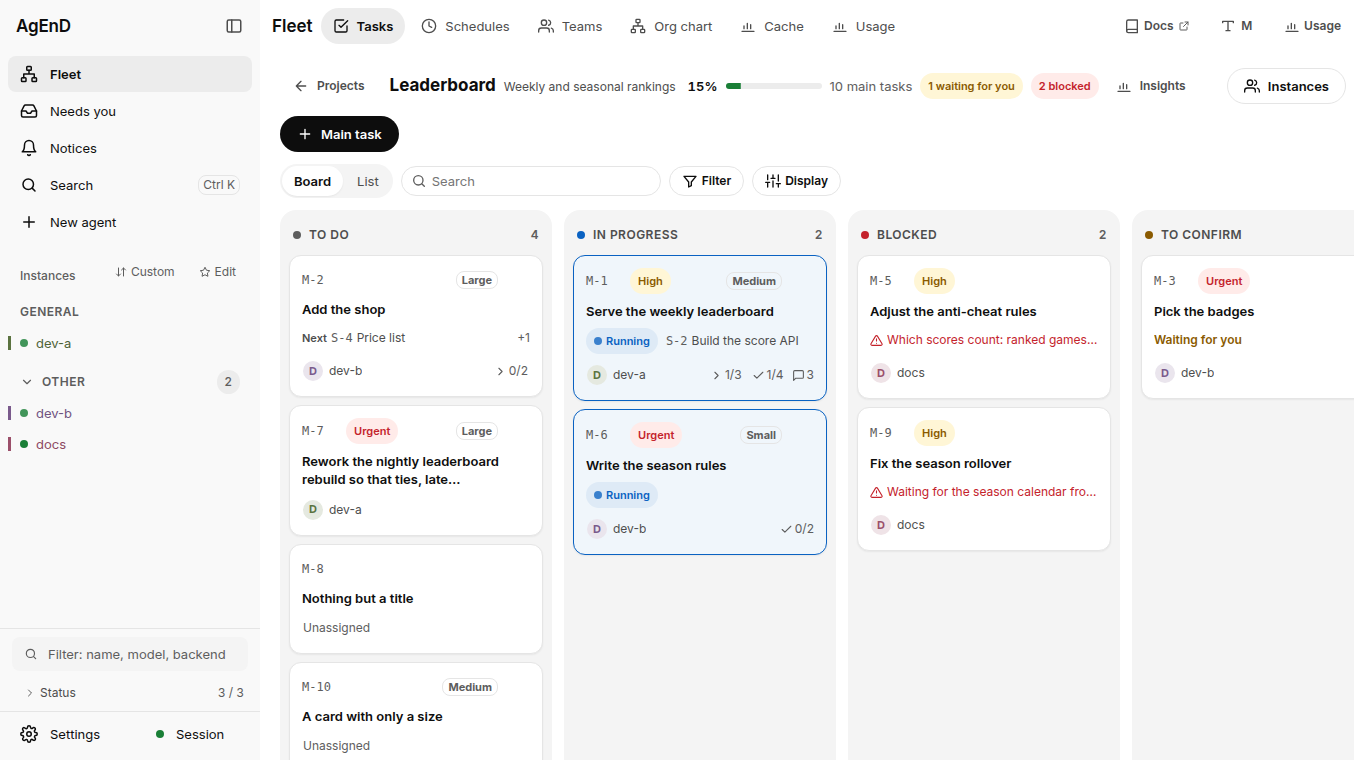 AgEnD
Fleet
Needs you
Notices
Search Ctrl K
New agent
Instances Custom Edit
GENERAL
dev-a
OTHER 2
dev-b
docs
Filter: name, model, backend
Status 3 / 3
Settings Session
Fleet Tasks Schedules Teams Org chart Cache Usage Docs M Usage
Projects Leaderboard Weekly and seasonal rankings 15% 10 main tasks 1 waiting for you 2 blocked Insights Instances
Main task
Board List Search Filter Display
TO DO 4
M-2 Large
Add the shop
Next S-4 Price list +1
D dev-b 0/2
M-7 Urgent Large
Rework the nightly leaderboard
rebuild so that ties, late…
D dev-a
M-8
Nothing but a title
Unassigned
M-10 Medium
A card with only a size
Unassigned
IN PROGRESS 2
M-1 High Medium
Serve the weekly leaderboard
Running S-2 Build the score API
D dev-a 1/3 1/4 3
M-6 Urgent Small
Write the season rules
Running
D dev-b 0/2
BLOCKED 2
M-5 High
Adjust the anti-cheat rules
Which scores count: ranked games…
D docs
M-9 High
Fix the season rollover
Waiting for the season calendar fro…
D docs
TO CONFIRM
M-3 Urgent
Pick the badges
Waiting for you
D dev-b